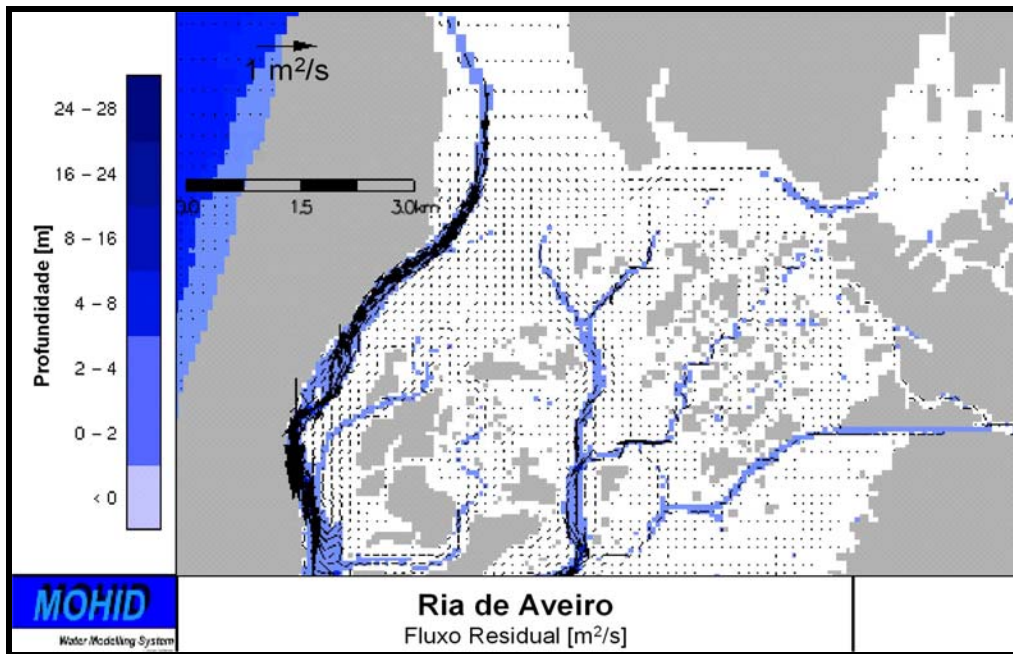 1 m²/s
24 – 28
16 – 24
8 – 16
4 – 8
2 – 4
0 – 2
< 0
Profundidade [m]
0.0 1.5 3.0km
MOHID
Water Modelling System
Ria de Aveiro
Fluxo Residual [m²/s]